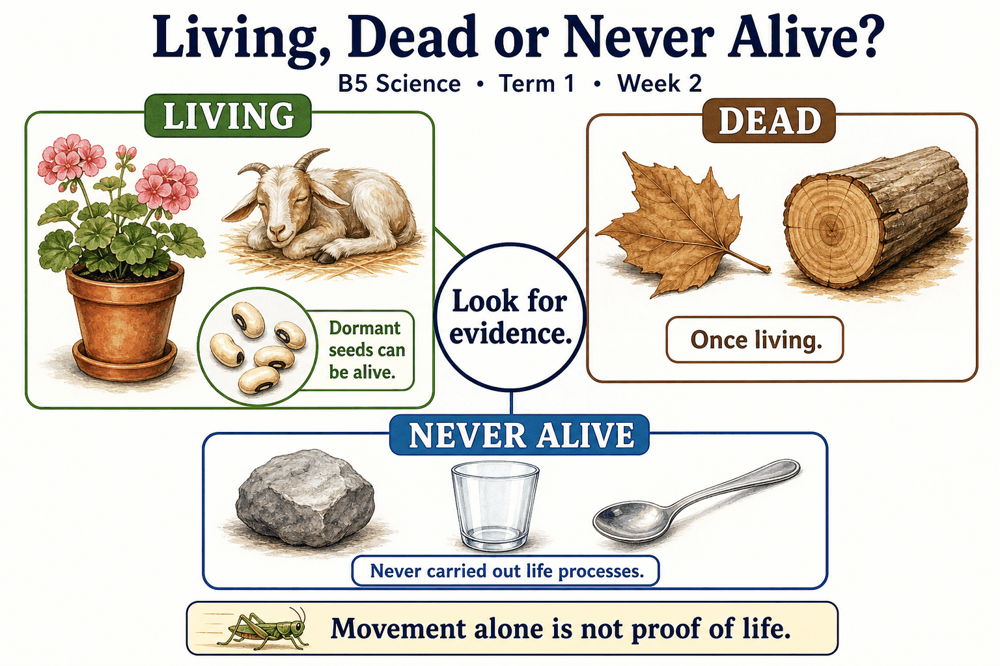 Living, Dead or Never Alive?
B5 Science • Term 1 • Week 2
LIVING
Dormant
seeds can
be alive.
Look for
evidence.
DEAD
Once living.
NEVER ALIVE
Never carried out life processes.
Movement alone is not proof of life.